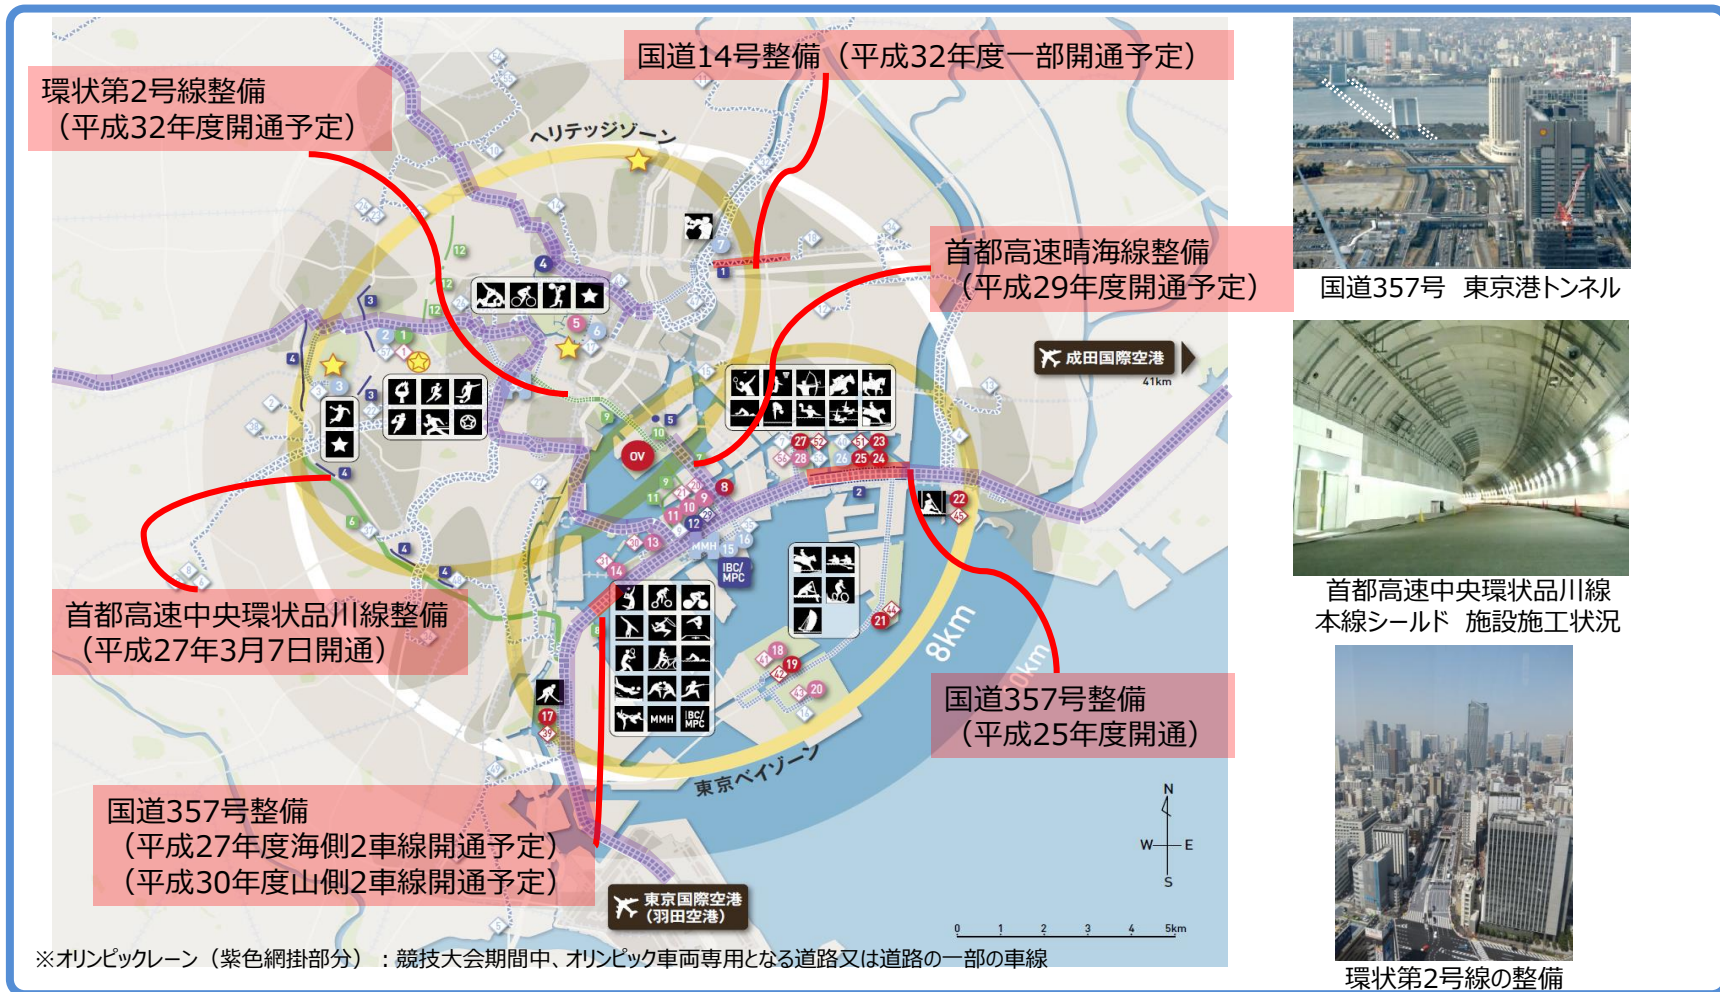 国道14号整備（平成32年度一部開通予定）
環状第2号線整備
（平成32年度開通予定）
ヘリテッジゾーン
首都高速晴海線整備
（平成29年度開通予定）
国道357号 東京港トンネル
成田国際空港
41km
OV
IBC/
MPC
MMH
首都高速中央環状品川線
本線シールド 施設施工状況
首都高速中央環状品川線整備
（平成27年3月7日開通）
8km
国道357号整備
（平成25年度開通）
MMH
IBC/
MPC
東京ベイゾーン
国道357号整備
（平成27年度海側2車線開通予定）
（平成30年度山側2車線開通予定）
N
W E
S
東京国際空港
（羽田空港）
0 1 2 3 4 5km
※オリンピックレーン（紫色網掛部分）：競技大会期間中、オリンピック車両専用となる道路又は道路の一部の車線
環状第2号線の整備